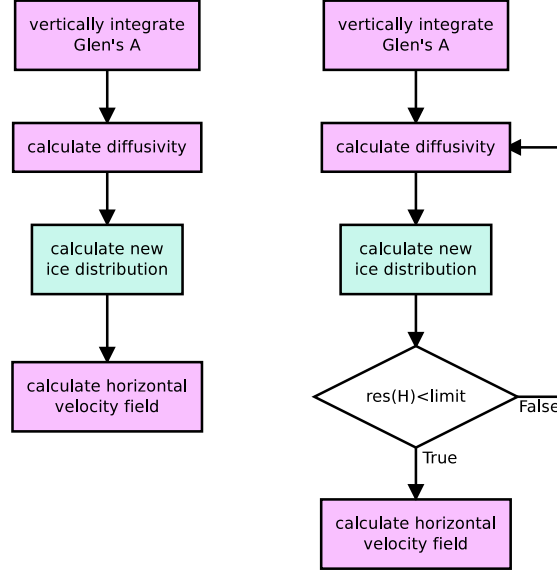 vertically integrate
Glen's A
calculate diffusivity
calculate new
ice distribution
calculate horizontal
velocity field
vertically integrate
Glen's A
calculate diffusivity
calculate new
ice distribution
res(H)<limit
False
True
calculate horizontal
velocity field